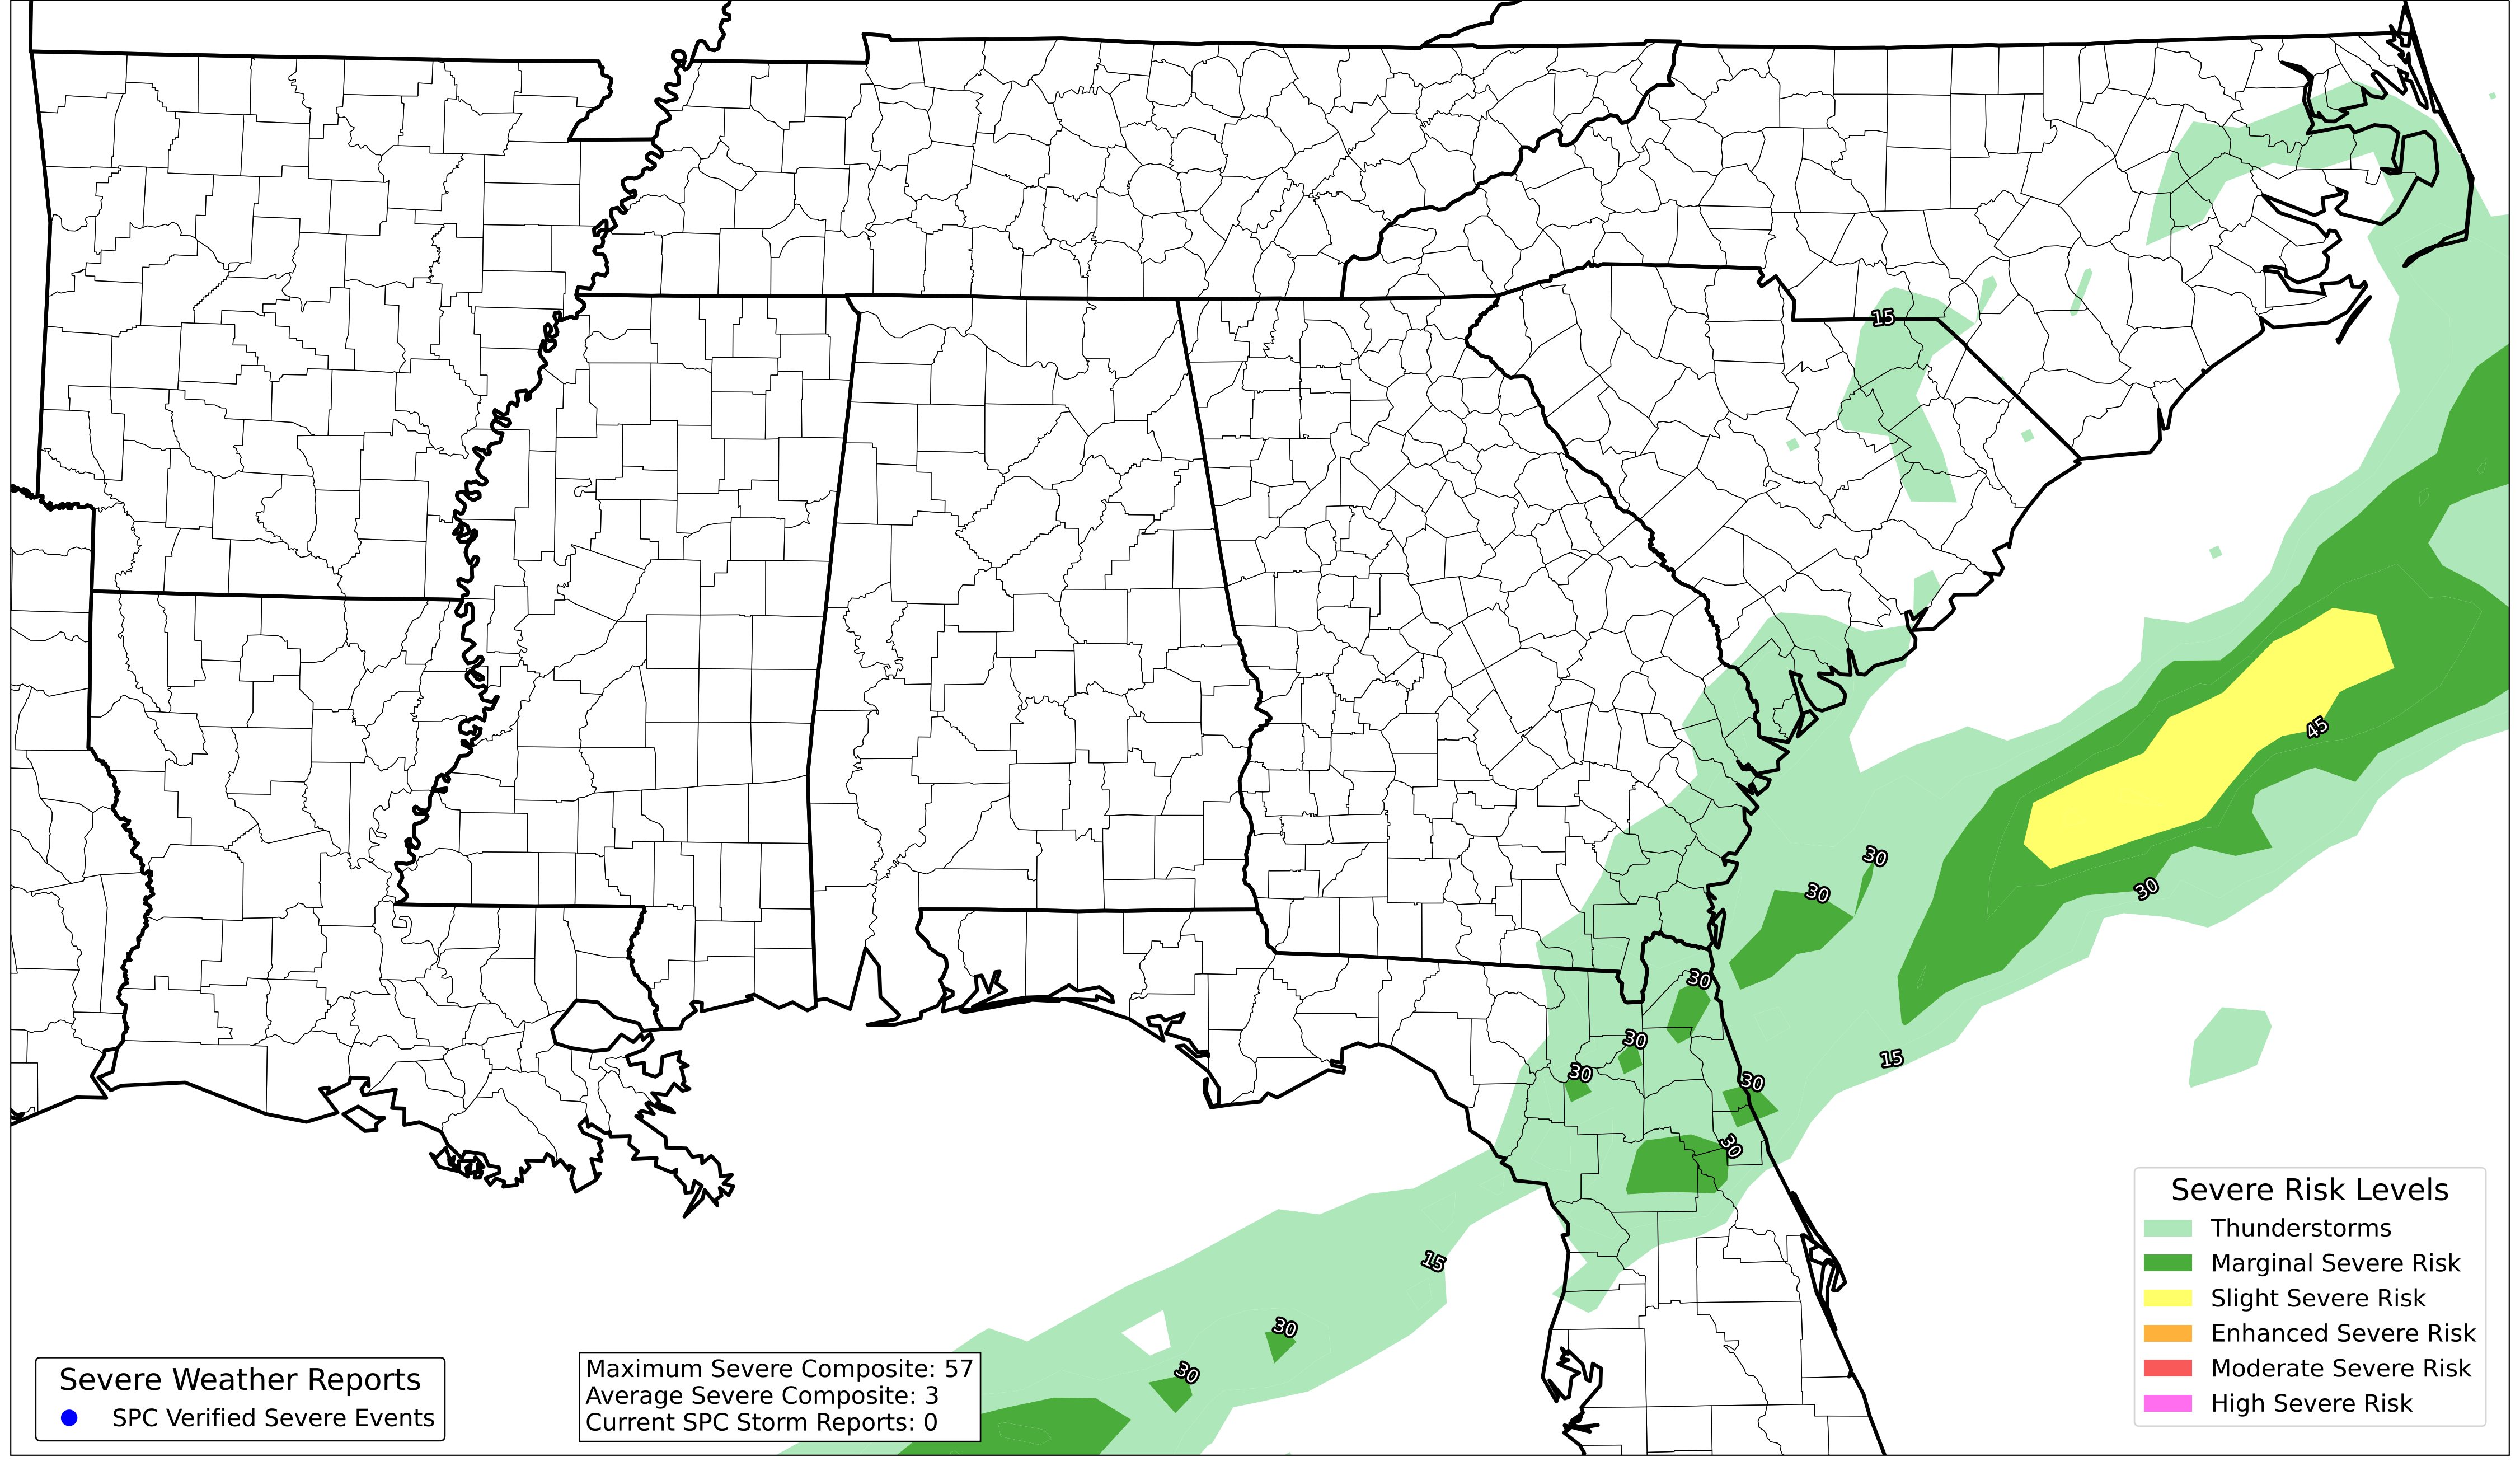 15
45
30
30
30
30
30
30
15
30
30
15
30
30
Severe Risk Levels
Thunderstorms
Marginal Severe Risk
Slight Severe Risk
Enhanced Severe Risk
Moderate Severe Risk
High Severe Risk
Severe Weather Reports
SPC Verified Severe Events
Maximum Severe Composite: 57
Average Severe Composite: 3
Current SPC Storm Reports: 0